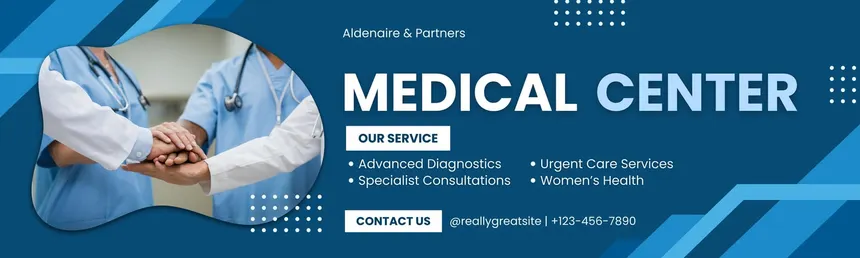 Aldenaire & Partners
MEDICAL CENTER
OUR SERVICE
• Advanced Diagnostics
• Specialist Consultations
• Urgent Care Services
• Women's Health
CONTACT US
@reallygreatsite | +123-456-7890